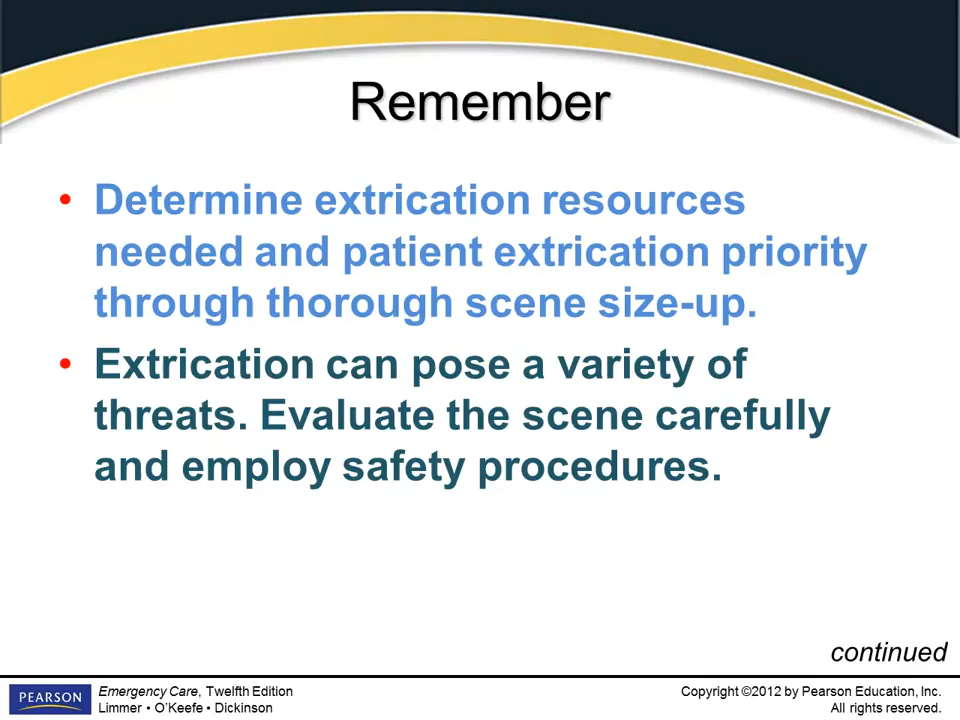 Remember
• Determine extrication resources
needed and patient extrication priority
through thorough scene size-up.
• Extrication can pose a variety of
threats. Evaluate the scene carefully
and employ safety procedures.
continued
PEARSON
Emergency Care, Twelfth Edition
Limmer • O’Keefe • Dickinson
Copyright ©2012 by Pearson Education, Inc.
All rights reserved.